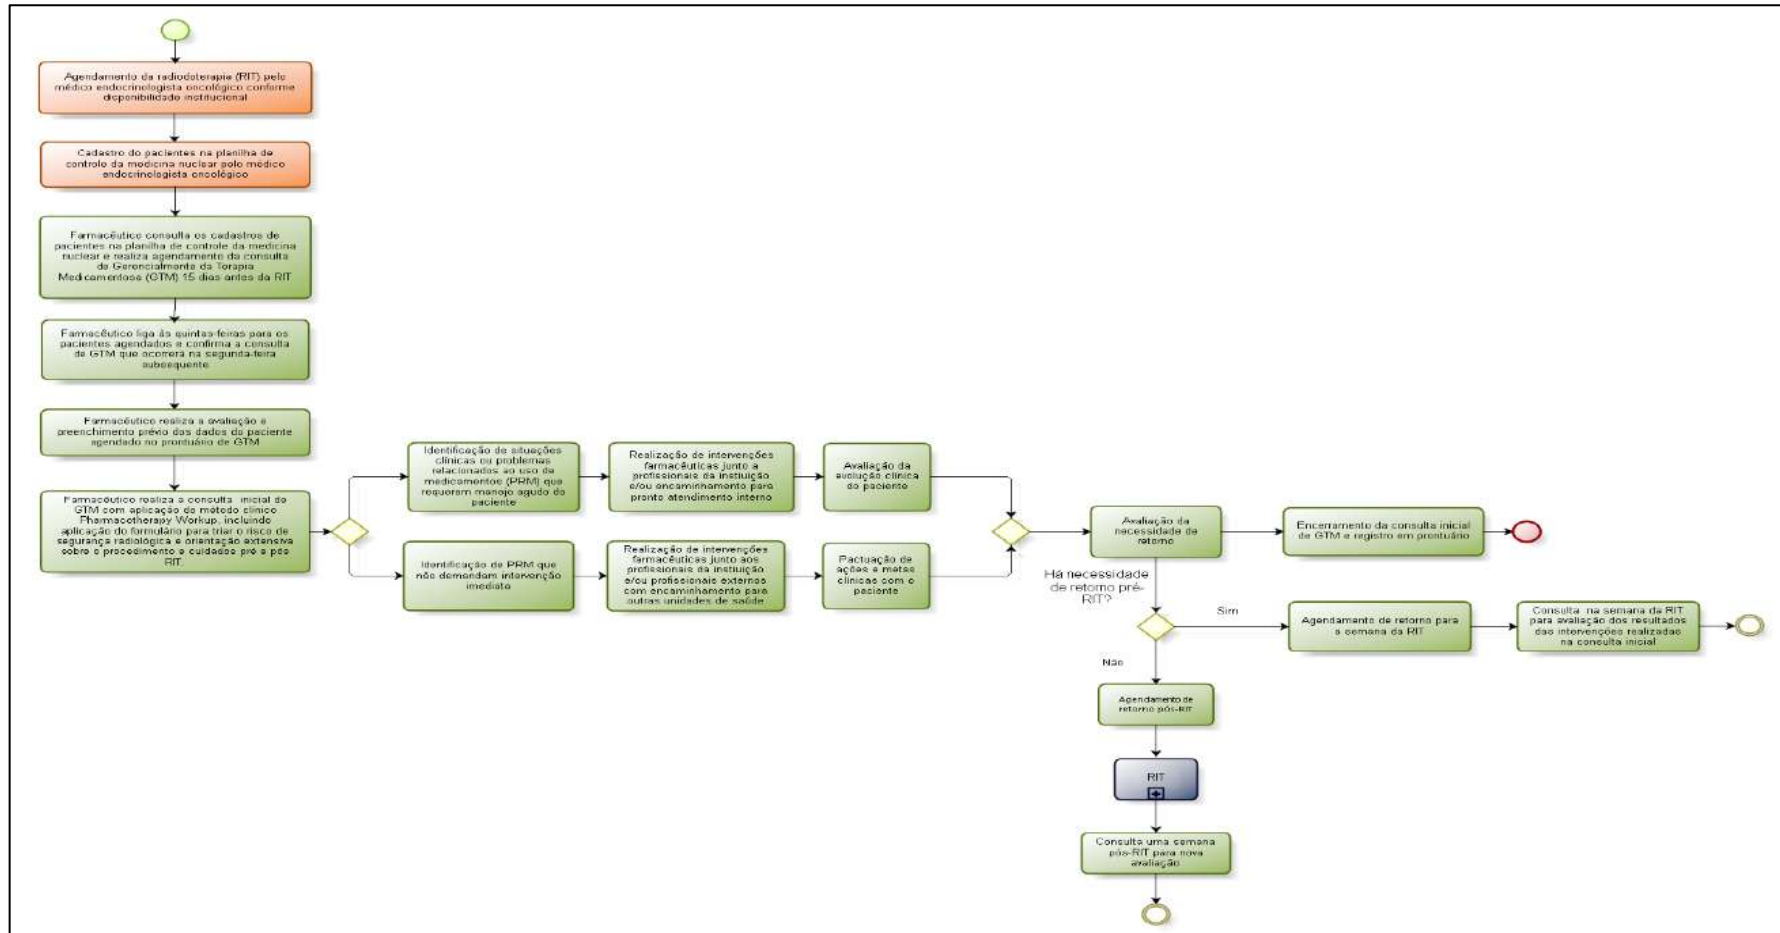 Agendamento da radiodoterapia (RIT) pelo
médico endocrinologista oncológico conforme
disponibilidade institucional
Cadastro do pacientes na planilha de
controle da medicina nuclear pelo médico
endocrinologista oncológico
Farmacêutico consulta os cadastros de
pacientes na planilha de controle da medicina
nuclear e realiza agendamento da consulta
de Gerencialmente da Terapia
Medicamentosa (GTM) 15 dias antes da RIT
Farmacêutico liga às quintas-feiras para os
pacientes agendados e confirma a consulta
de GTM que ocorrerá na segunda-feira
subsequente
Farmacêutico realiza a avaliação e
preenchimento prévio dos dados do paciente
agendado no prontuário de GTM
Farmacêutico realiza a consulta inicial de
GTM com aplicação de método clínico
Pharmacotherapy Workup, incluindo
aplicação do formulário para triar o risco de
segurança radiológica e orientação extensiva
sobre o procedimento e cuidados pré e pós
RIT.
Identificação de situações
clínicas ou problemas
relacionados ao uso de
medicamentos (PRM) que
requeram manejo agudo do
paciente
Realização de intervenções
farmacêuticas junto a
profissionais da instiuição
e/ou encaminhamento para
pronto atendimento interno
Avaliação da
evolução clínica
do paciente
Identificação de PRM que
não demandam intervenção
imediata
Realização de intervenções
farmacêuticas junto aos
profissionais da instiuição
e/ou profissionais externos
com encaminhamento para
outras unidades de saúde
Pactuação de
ações e metas
clínicas com o
paciente
Avaliação da
necessidade de
retorno
Encerramento da consulta inicial
de GTM e registro em prontuário
Há necessidade
de retorno pré-
RIT?
Sim
Agendamento de retorno para
a semana da RIT
Consulta na semana da RIT
para avaliação dos resultados
das intervenções realizadas
na consulta inicial
Não
Agendamento de
retorno pós-RIT
RIT
Consulta uma semana
pós-RIT para nova
avaliação